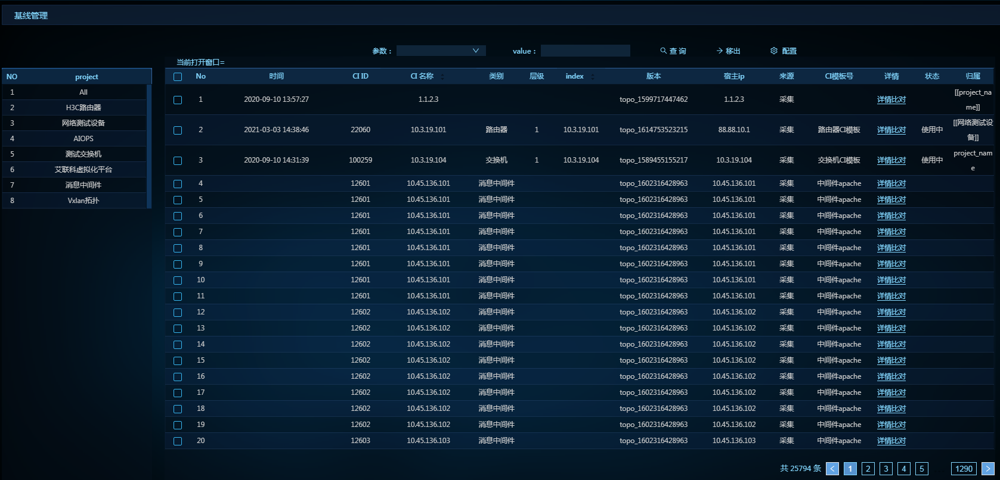 基线管理
参数： value： 查 询 移出 配置
当前打开窗口=
NO project
1 All
2 H3C路由器
3 网络测试设备
4 AIOPS
5 测试交换机
6 艾联科虚拟化平台
7 消息中间件
8 Vxlan拓扑
No 时间 CI ID CI 名称 类别 层级 index 版本 宿主ip 来源 CI模板号 详情 状态 归属
1 2020-09-10 13:57:27 1.1.2.3 topo_1599717447462 1.1.2.3 采集 详情比对 [[project_na
me]]
2 2021-03-03 14:38:46 22060 10.3.19.101 路由器 1 10.3.19.101 topo_1614753523215 88.88.10.1 采集 路由器CI模板 详情比对 使用中 [[网络测试设
备]]
3 2020-09-10 14:31:39 100259 10.3.19.104 交换机 1 10.3.19.104 topo_1589455155217 10.3.19.104 采集 交换机CI模板 详情比对 使用中 project_nam
e
4 12601 10.45.136.101 消息中间件 topo_1602316428963 10.45.136.101 采集 中间件apache 详情比对
5 12601 10.45.136.101 消息中间件 topo_1602316428963 10.45.136.101 采集 中间件apache 详情比对
6 12601 10.45.136.101 消息中间件 topo_1602316428963 10.45.136.101 采集 中间件apache 详情比对
7 12601 10.45.136.101 消息中间件 topo_1602316428963 10.45.136.101 采集 中间件apache 详情比对
8 12601 10.45.136.101 消息中间件 topo_1602316428963 10.45.136.101 采集 中间件apache 详情比对
9 12601 10.45.136.101 消息中间件 topo_1602316428963 10.45.136.101 采集 中间件apache 详情比对
10 12601 10.45.136.101 消息中间件 topo_1602316428963 10.45.136.101 采集 中间件apache 详情比对
11 12601 10.45.136.101 消息中间件 topo_1602316428963 10.45.136.101 采集 中间件apache 详情比对
12 12602 10.45.136.102 消息中间件 topo_1602316428963 10.45.136.102 采集 中间件apache 详情比对
13 12602 10.45.136.102 消息中间件 topo_1602316428963 10.45.136.102 采集 中间件apache 详情比对
14 12602 10.45.136.102 消息中间件 topo_1602316428963 10.45.136.102 采集 中间件apache 详情比对
15 12602 10.45.136.102 消息中间件 topo_1602316428963 10.45.136.102 采集 中间件apache 详情比对
16 12602 10.45.136.102 消息中间件 topo_1602316428963 10.45.136.102 采集 中间件apache 详情比对
17 12602 10.45.136.102 消息中间件 topo_1602316428963 10.45.136.102 采集 中间件apache 详情比对
18 12602 10.45.136.102 消息中间件 topo_1602316428963 10.45.136.102 采集 中间件apache 详情比对
19 12602 10.45.136.102 消息中间件 topo_1602316428963 10.45.136.102 采集 中间件apache 详情比对
20 12603 10.45.136.103 消息中间件 topo_1602316428963 10.45.136.103 采集 中间件apache 详情比对
共 25794 条 < 1 2 3 4 5 1290 >